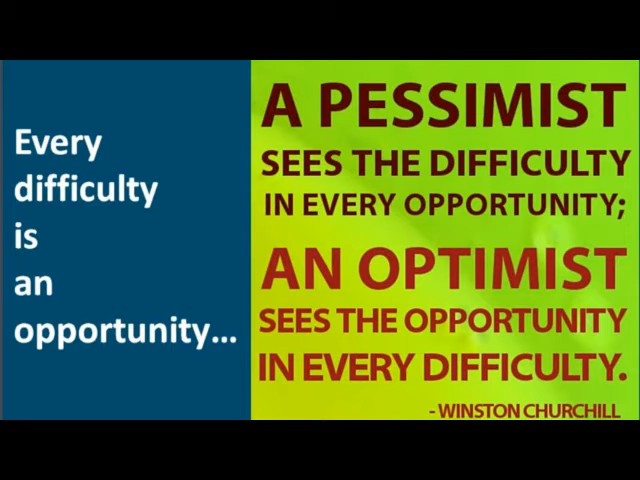 Every
difficulty
is
an
opportunity...
A PESSIMIST
SEES THE DIFFICULTY
IN EVERY OPPORTUNITY;
AN OPTIMIST
SEES THE OPPORTUNITY
IN EVERY DIFFICULTY.
- WINSTON CHURCHILL